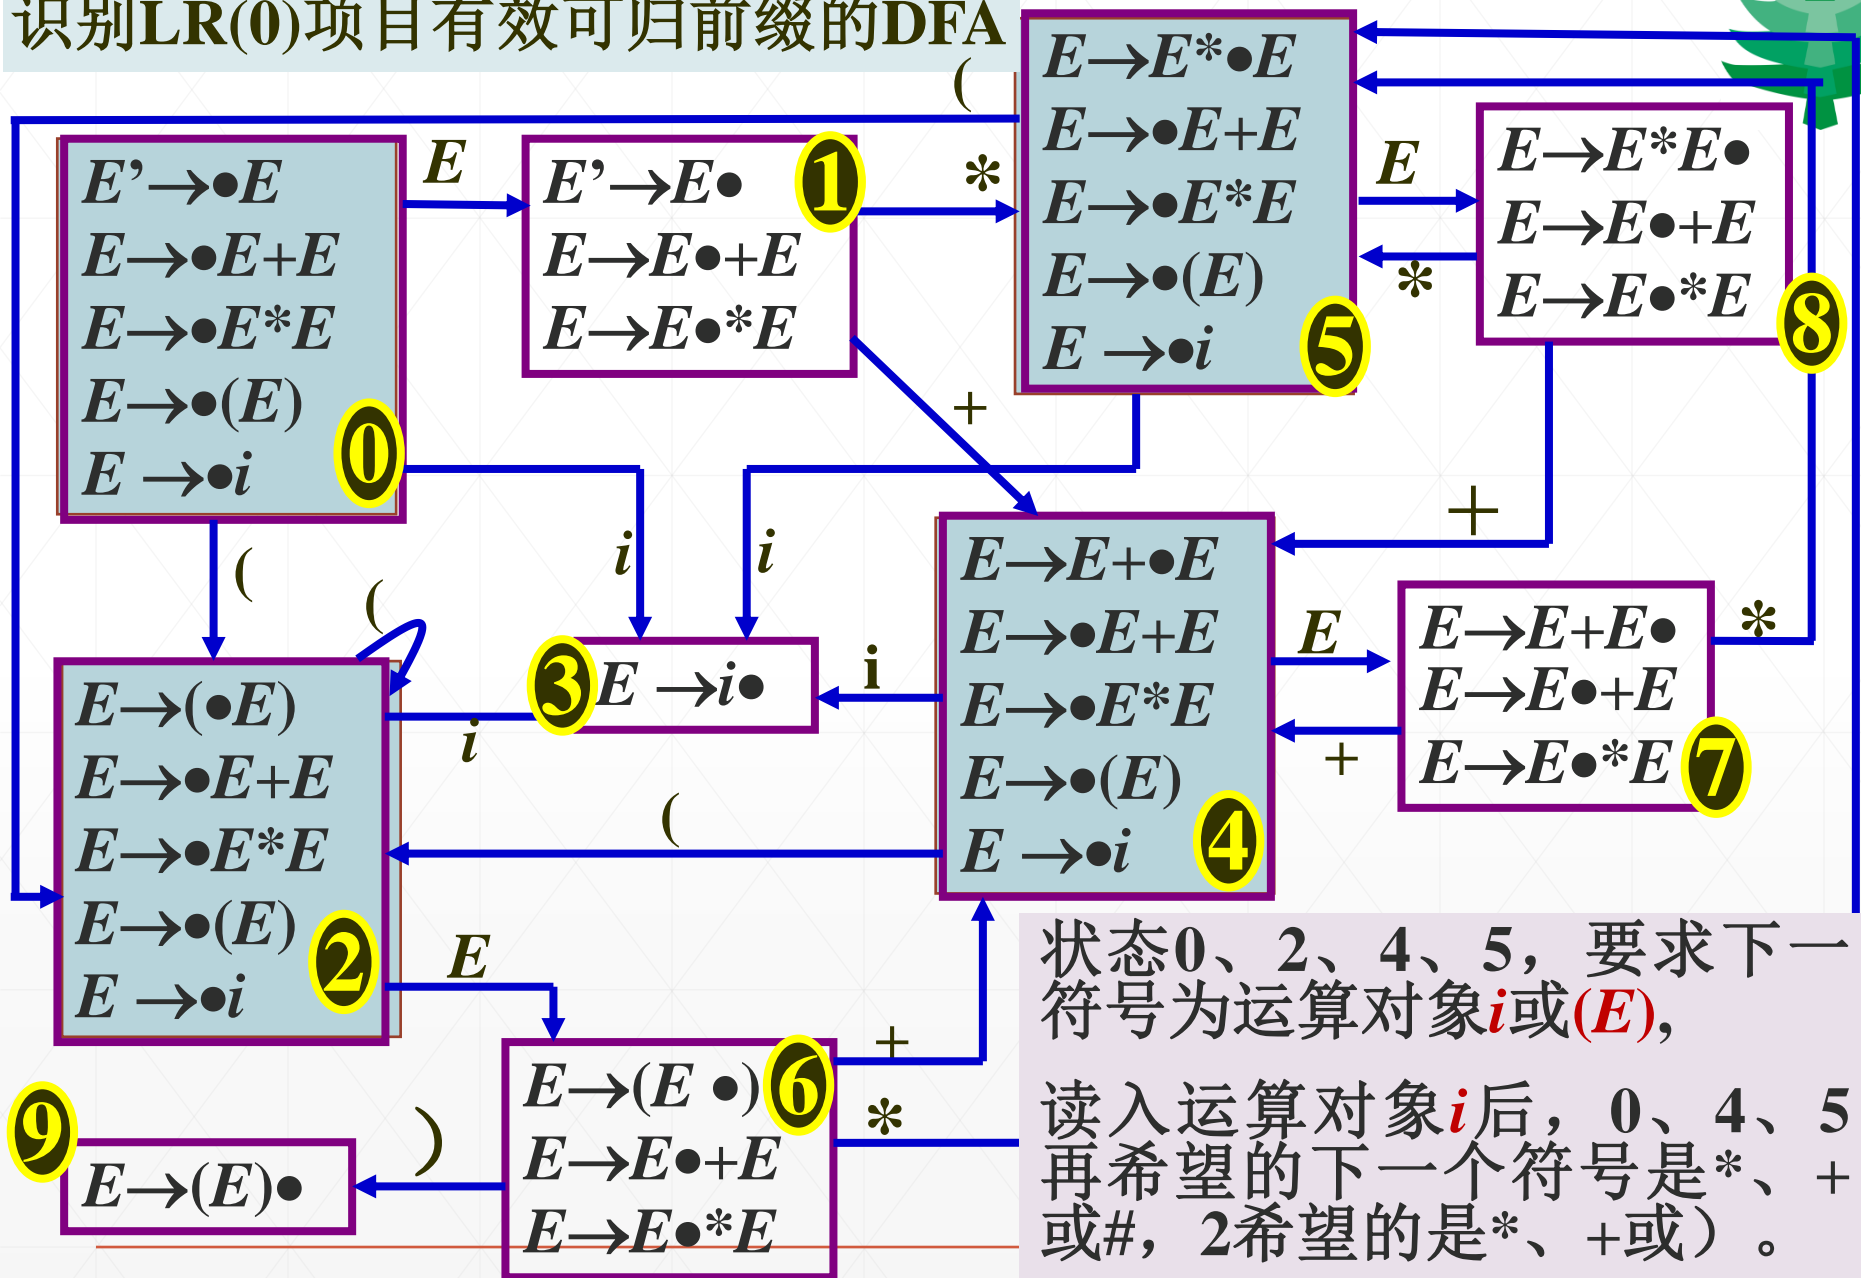 识别LR(0)项目有效可归前缀的DFA
E’→●E
E→●E+E
E→●E*E
E→●(E)
E →●i
0
E
E’→E●
E→E●+E
E→E●*E
1
*
+
(
E→E*●E
E→●E+E
E→●E*E
E→●(E)
E →●i
5
E
*
E→E*E●
E→E●+E
E→E●*E
8
+
(
(
i
i
E→(●E)
E→●E+E
E→●E*E
E→●(E)
E →●i
2
i
3
E →i●
i
(
E→E+●E
E→●E+E
E→●E*E
E→●(E)
E →●i
4
E
+
E→E+E●
E→E●+E
E→E●*E
7
*
E
E→(E ●)
E→E●+E
E→E●*E
6
+
*
)
9
E→(E)●
状态0、2、4、5，要求下一
符号为运算对象i或(E),
读入运算对象i后，0、4、5
再希望的下一个符号是*、+
或#，2希望的是*、+或）。